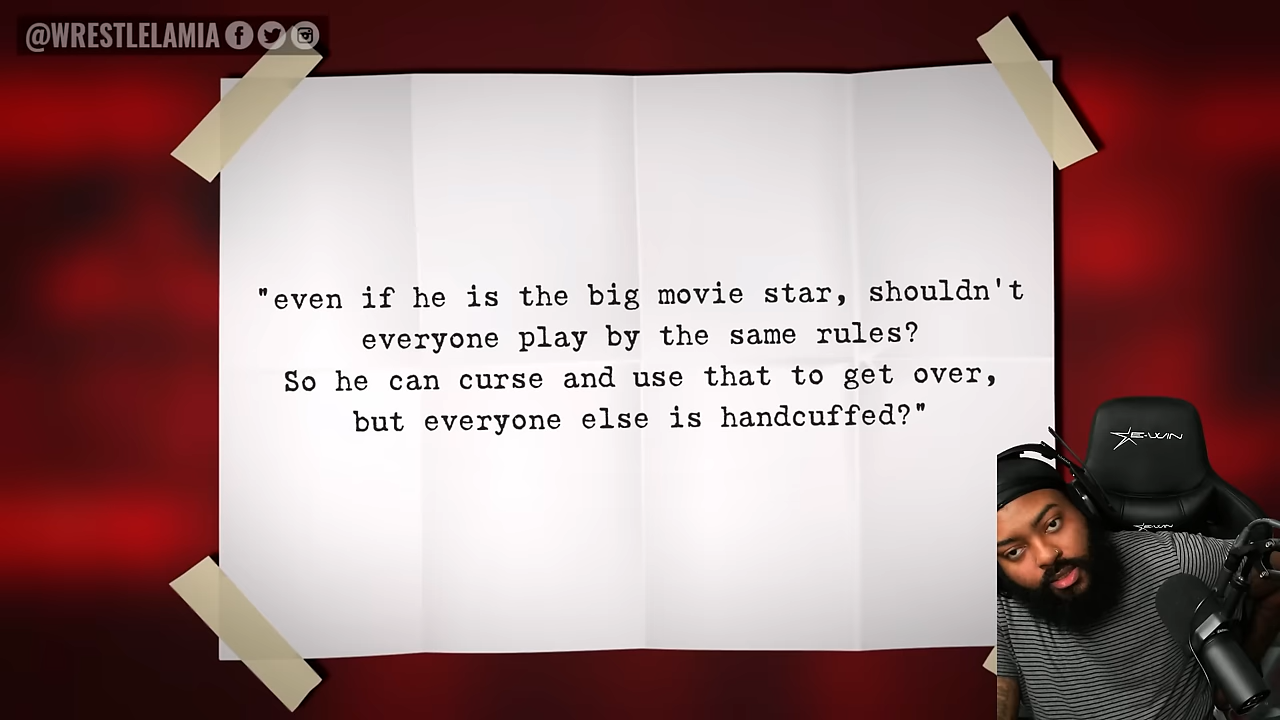 @WRESTLELAMIA
"even if he is the big movie star, shouldn't
everyone play by the same rules?
So he can curse and use that to get over,
but everyone else is handcuffed?"
E-WIN
E-WIN